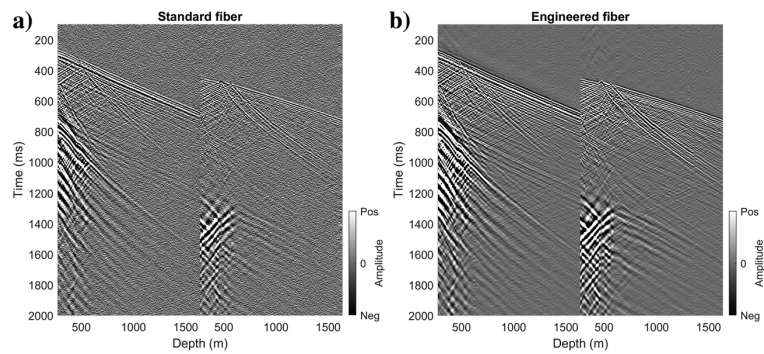 a) Standard fiber
200
400
600
800
1000
1200
1400
1600
1800
2000
Time (ms)
500 1000 1500 500 1000 1500
Depth (m)
Pos
0
Neg
Amplitude
b) Engineered fiber
200
400
600
800
1000
1200
1400
1600
1800
2000
Time (ms)
500 1000 1500 500 1000 1500
Depth (m)
Pos
0
Neg
Amplitude